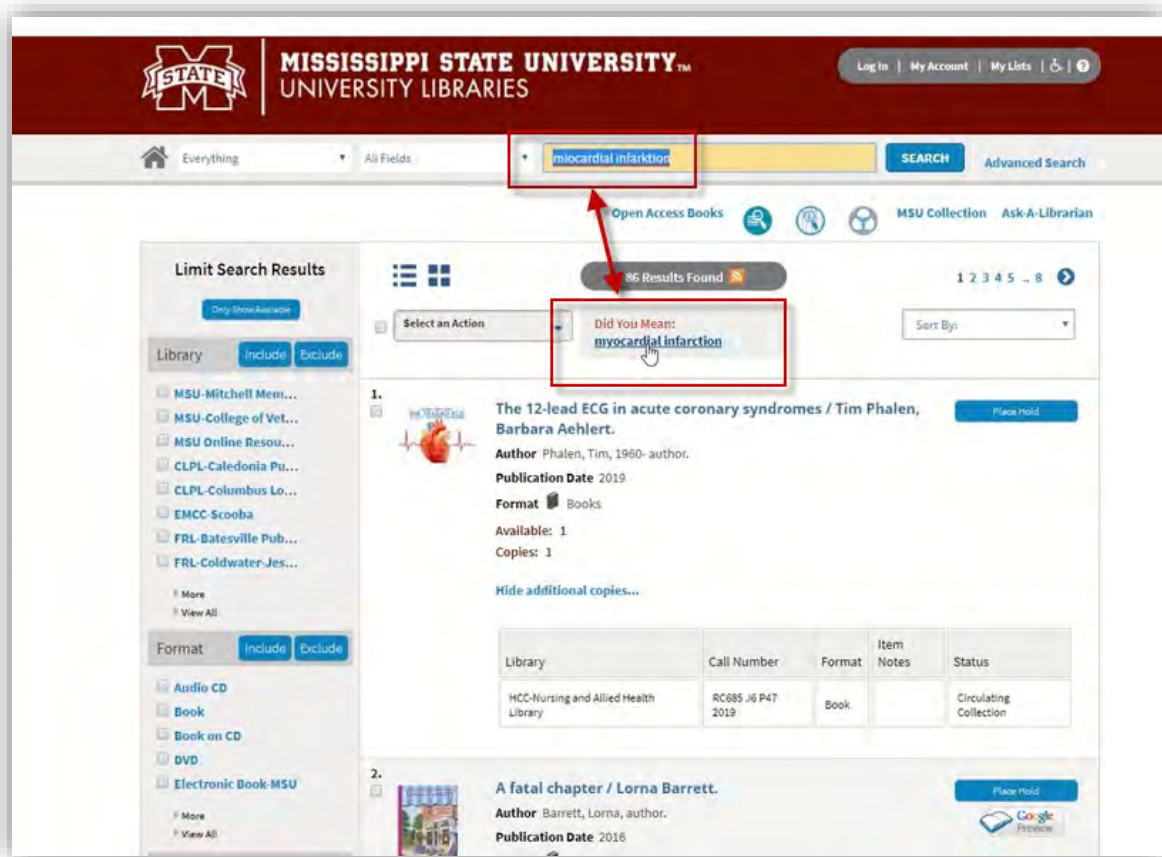 STATE
MISSISSIPPI STATE UNIVERSITY™
UNIVERSITY LIBRARIES
Log In | My Account | My Lists
Everything All Fields miocardial infarktion SEARCH Advanced Search
Open Access Books MSU Collection Ask-A-Librarian
Limit Search Results
86 Results Found
1 2 3 4 5 .. 8
Only Show Available
Select an Action
Did You Mean:
myocardial infarction
Sort By:
Library Include Exclude
MSU-Mitchell Mem...
MSU-College of Vet...
MSU Online Resou...
CLPL-Caledonia Pu...
CLPL-Columbus Lo...
EMCC-Scooba
FRL-Batesville Pub...
FRL-Coldwater-Jes...
More
View All
Format Include Exclude
Audio CD
Book
Book on CD
DVD
Electronic Book-MSU
More
View All
1.
The 12-lead ECG in acute coronary syndromes / Tim Phalen,
Barbara Aehlert.
Place Hold
Author Phalen, Tim, 1960- author.
Publication Date 2019
Format Books
Available: 1
Copies: 1
Hide additional copies...
Library Call Number Format Item Notes Status
HCC-Nursing and Allied Health Library RC685 .I6 P47 2019 Book Circulating Collection
2.
A fatal chapter / Lorna Barrett.
Place Hold
Author Barrett, Lorna, author.
Google Preview
Publication Date 2016